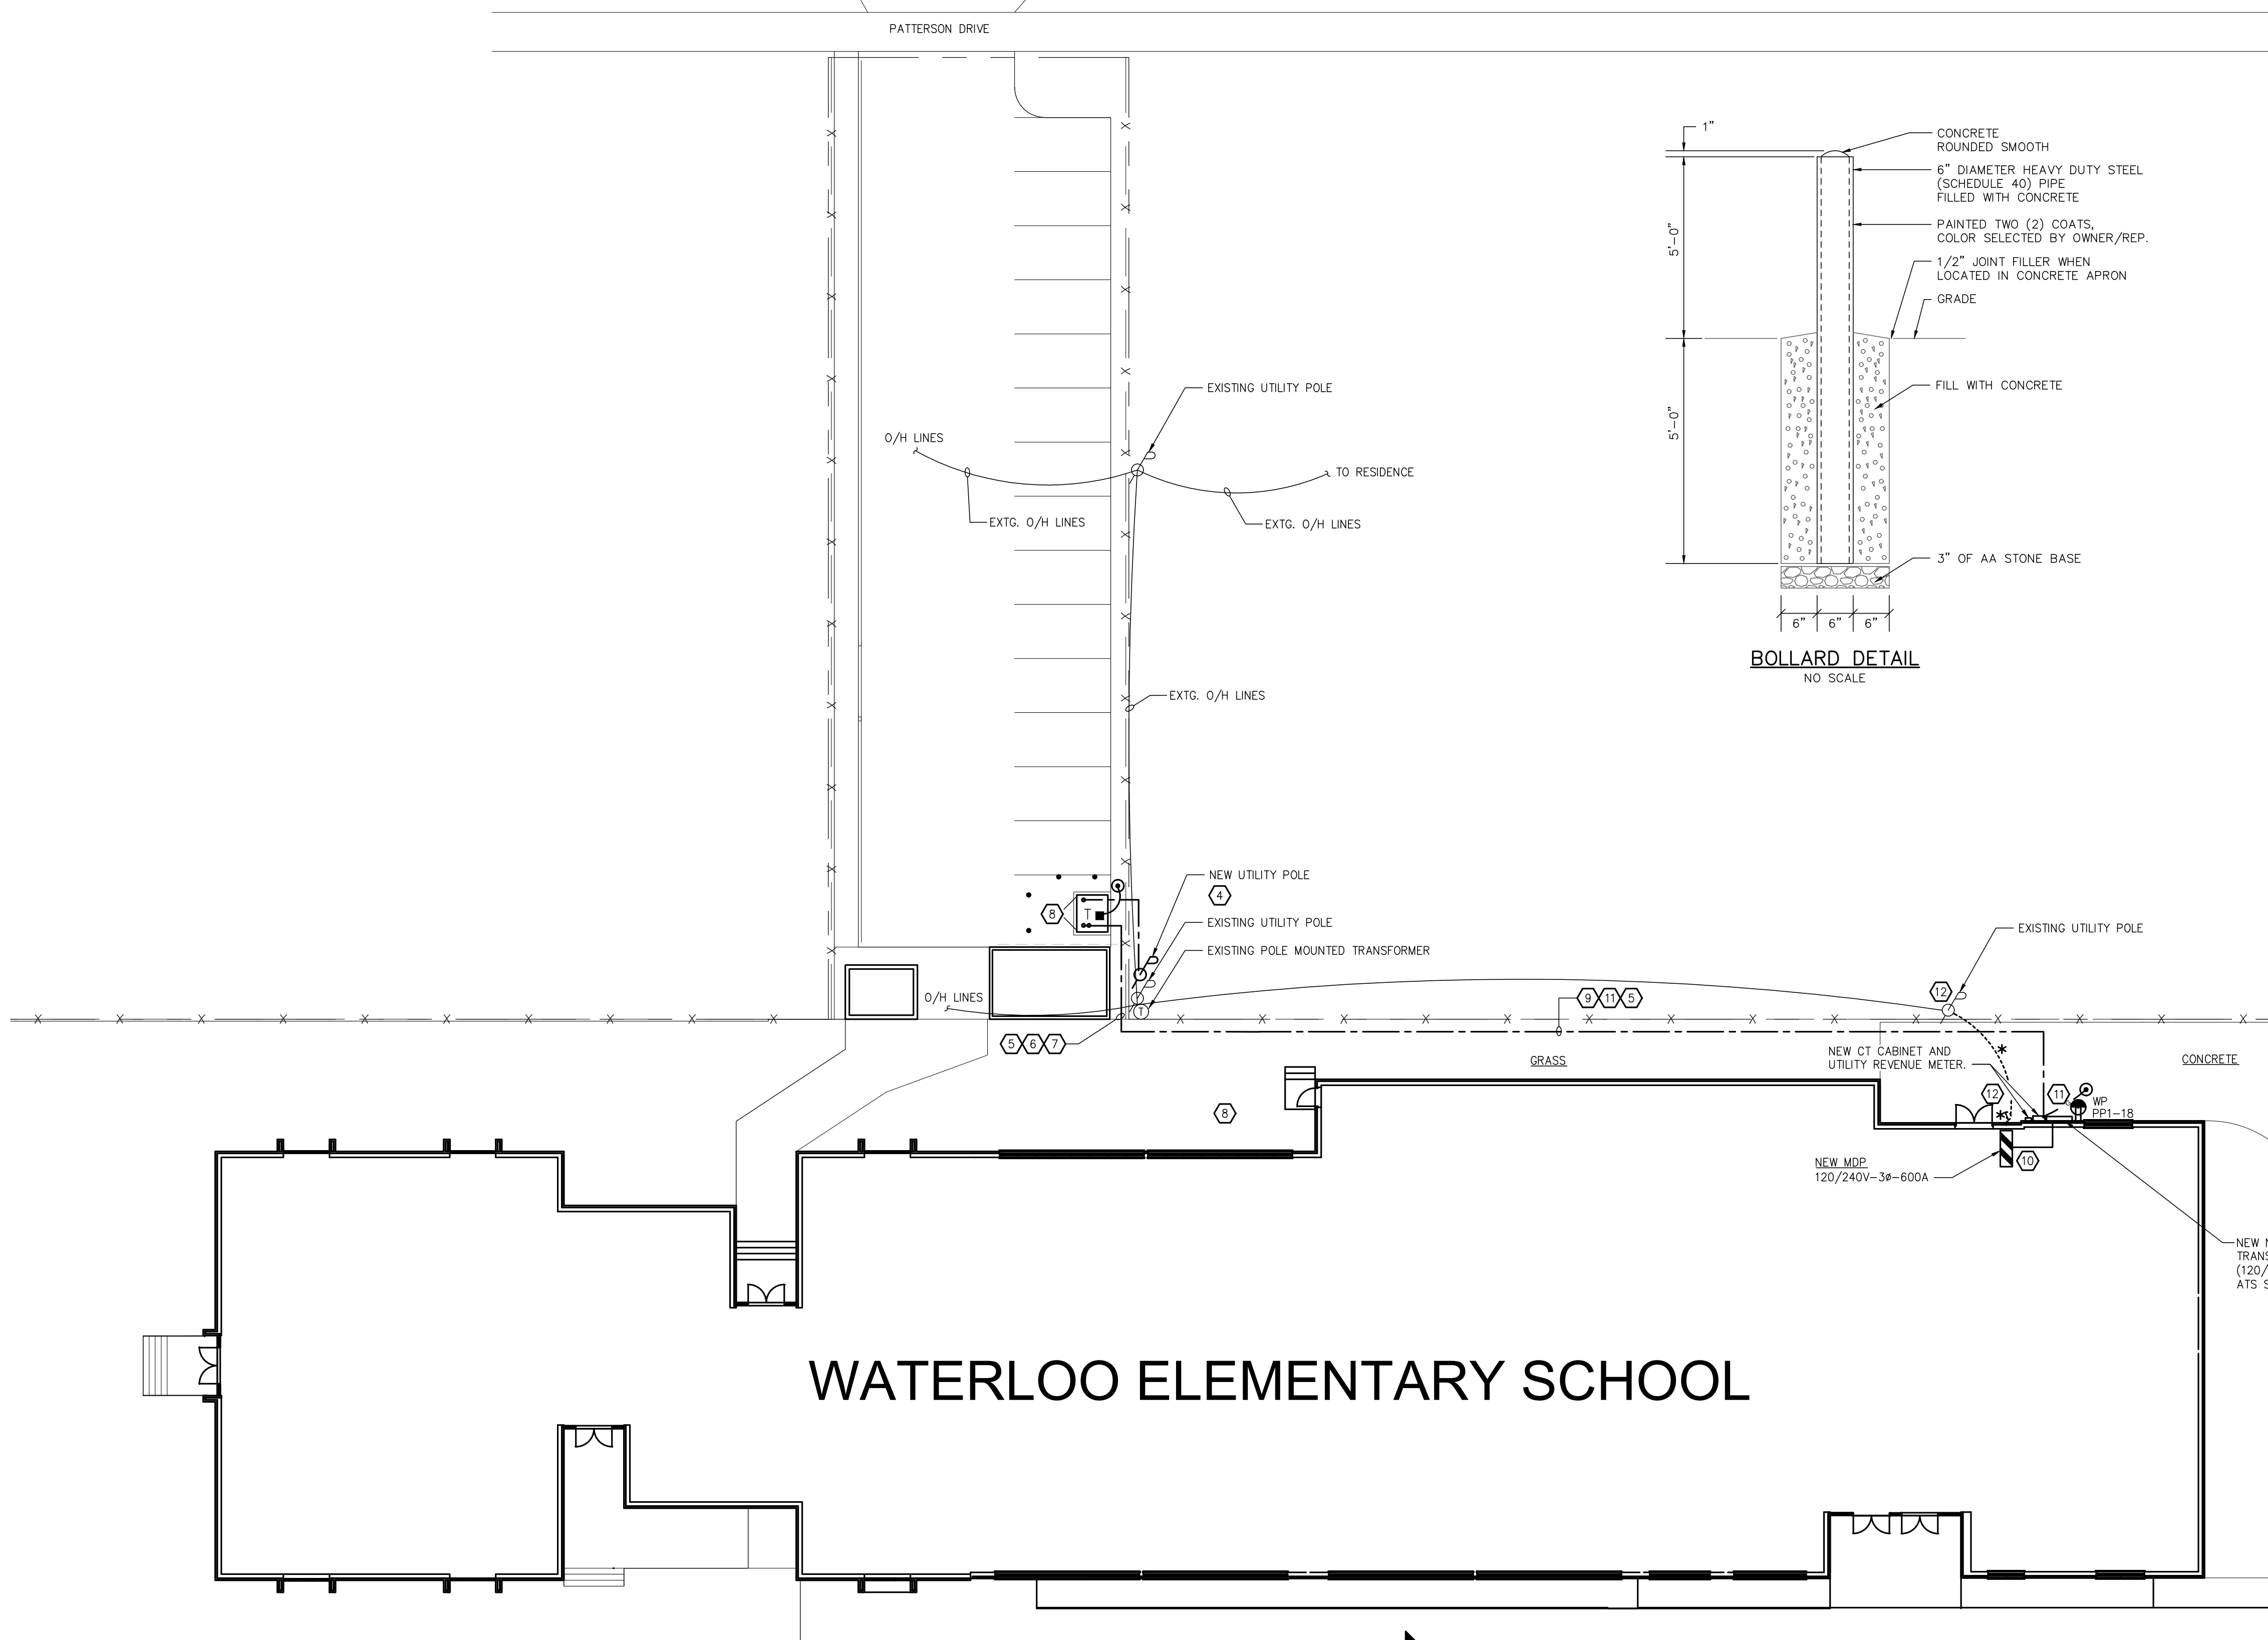 PATTERSON DRIVE
1"
CONCRETE
ROUNDED SMOOTH
6" DIAMETER HEAVY DUTY STEEL
(SCHEDULE 40) PIPE
FILLED WITH CONCRETE
5'-0"
PAINTED TWO (2) COATS,
COLOR SELECTED BY OWNER/REP.
1/2" JOINT FILLER WHEN
LOCATED IN CONCRETE APRON
GRADE
FILL WITH CONCRETE
5'-0"
3" OF AA STONE BASE
6" 6" 6"
BOLLARD DETAIL
NO SCALE
EXISTING UTILITY POLE
O/H LINES
TO RESIDENCE
EXTG. O/H LINES
EXTG. O/H LINES
EXTG. O/H LINES
NEW UTILITY POLE
4
8
T
EXISTING UTILITY POLE
EXISTING POLE MOUNTED TRANSFORMER
EXISTING UTILITY POLE
12
O/H LINES
T
9 11 5
5 6 7
GRASS
NEW CT CABINET AND
UTILITY REVENUE METER.
CONCRETE
8
12
11
WP
PP1-18
NEW MDP
120/240V-3ø-600A
10
NEW
TRANS
(120/
ATS
WATERLOO ELEMENTARY SCHOOL